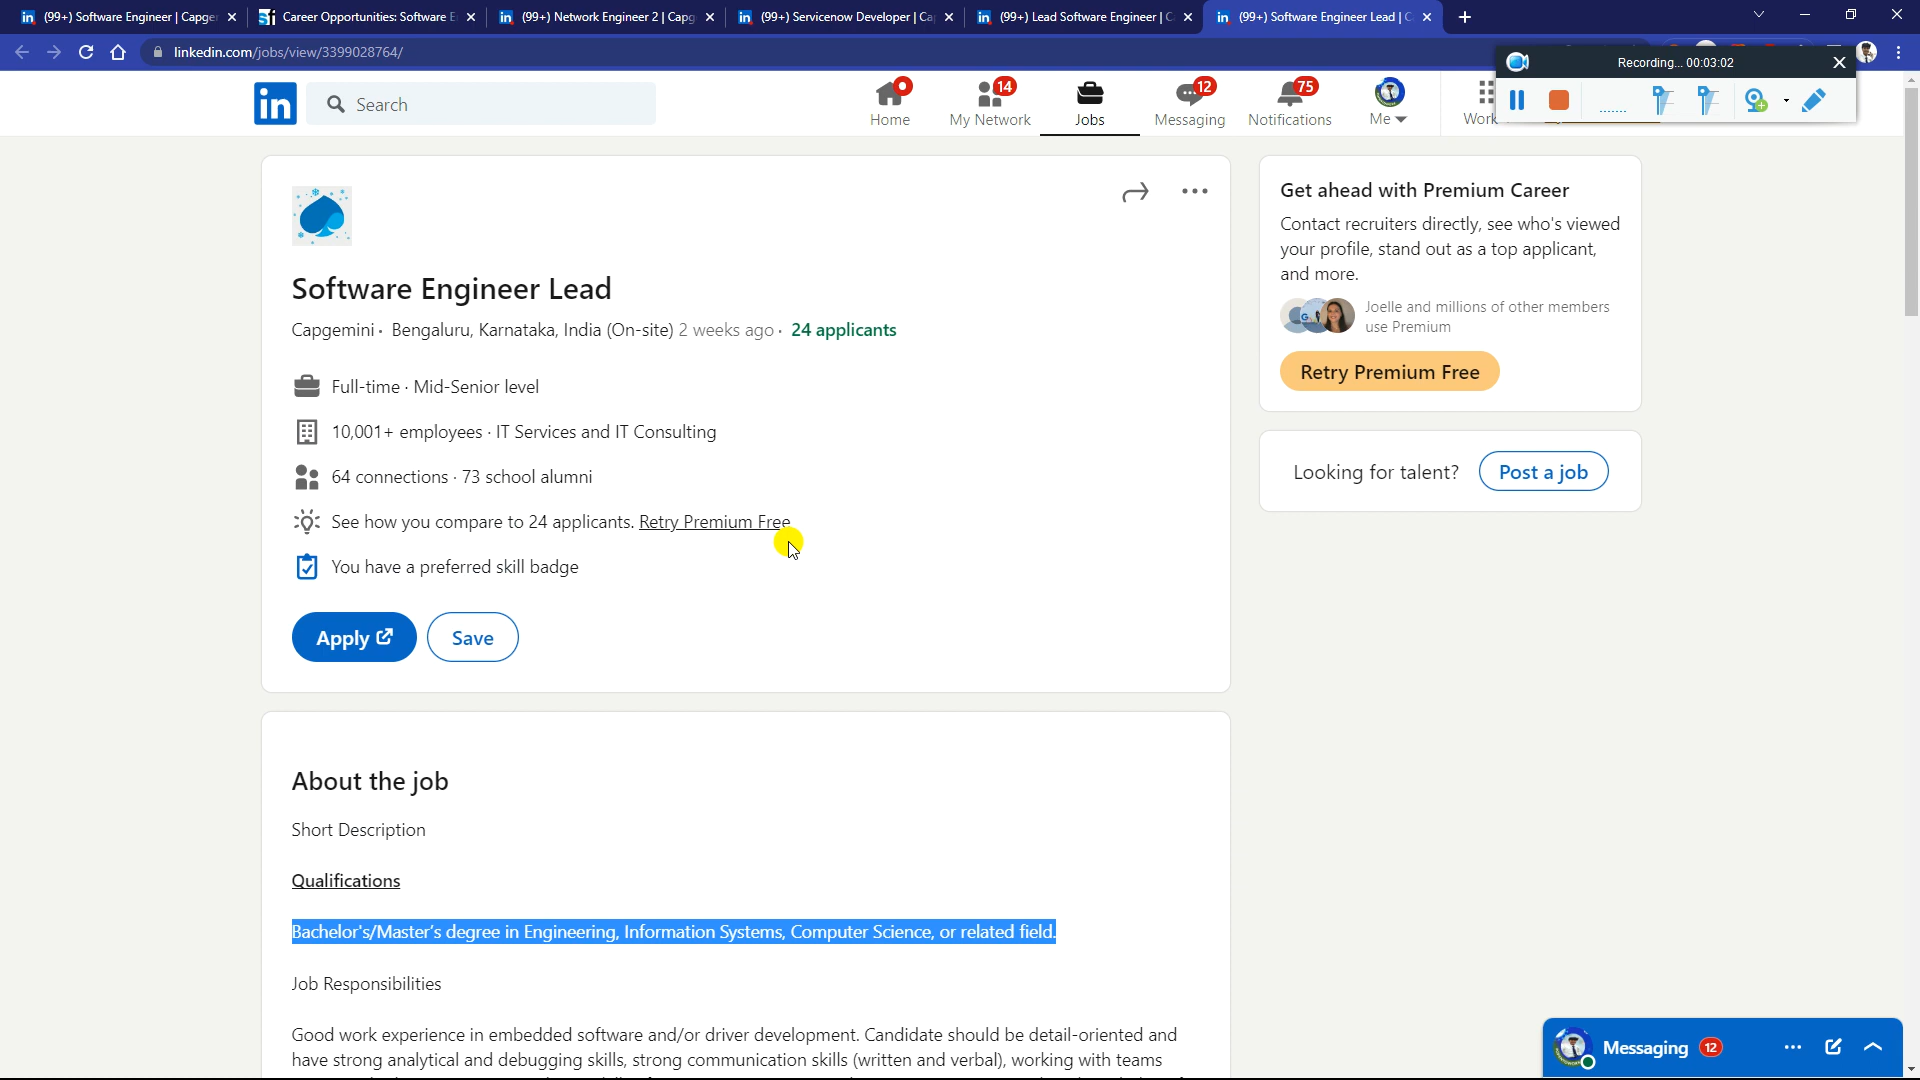 (99+) Software Engineer | Capge
Career Opportunities: Software E
(99+) Network Engineer 2 | Capg
(99+) Servicenow Developer | Ca
(99+) Lead Software Engineer | C
(99+) Software Engineer Lead | C
linkedin.com/jobs/view/3399028764/
Recording... 00:03:02
in
Search
Home
14
My Network
Jobs
12
Messaging
75
Notifications
Me
Work
Software Engineer Lead
Capgemini · Bengaluru, Karnataka, India (On-site) 2 weeks ago · 24 applicants
Full-time · Mid-Senior level
10,001+ employees · IT Services and IT Consulting
64 connections · 73 school alumni
See how you compare to 24 applicants. Retry Premium Free
You have a preferred skill badge
Apply
Save
Get ahead with Premium Career
Contact recruiters directly, see who's viewed
your profile, stand out as a top applicant,
and more.
Joelle and millions of other members
use Premium
Retry Premium Free
Looking for talent?
Post a job
About the job
Short Description
Qualifications
Bachelor's/Master's degree in Engineering, Information Systems, Computer Science, or related field.
Job Responsibilities
Good work experience in embedded software and/or driver development. Candidate should be detail-oriented and
have strong analytical and debugging skills, strong communication skills (written and verbal), working with teams
Messaging
12